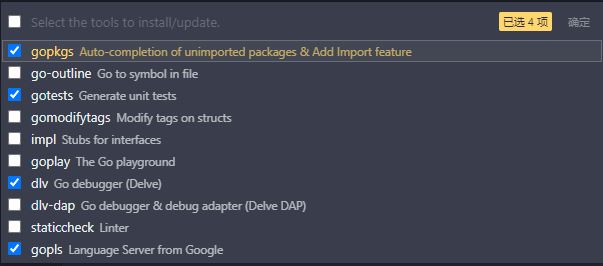 Select the tools to install/update. 已选 4 项 确定
gopkgs Auto-completion of unimported packages & Add Import feature
go-outline Go to symbol in file
gotests Generate unit tests
gomodifytags Modify tags on structs
impl Stubs for interfaces
goplay The Go playground
dlv Go debugger (Delve)
dlv-dap Go debugger & debug adapter (Delve DAP)
staticcheck Linter
gopls Language Server from Google